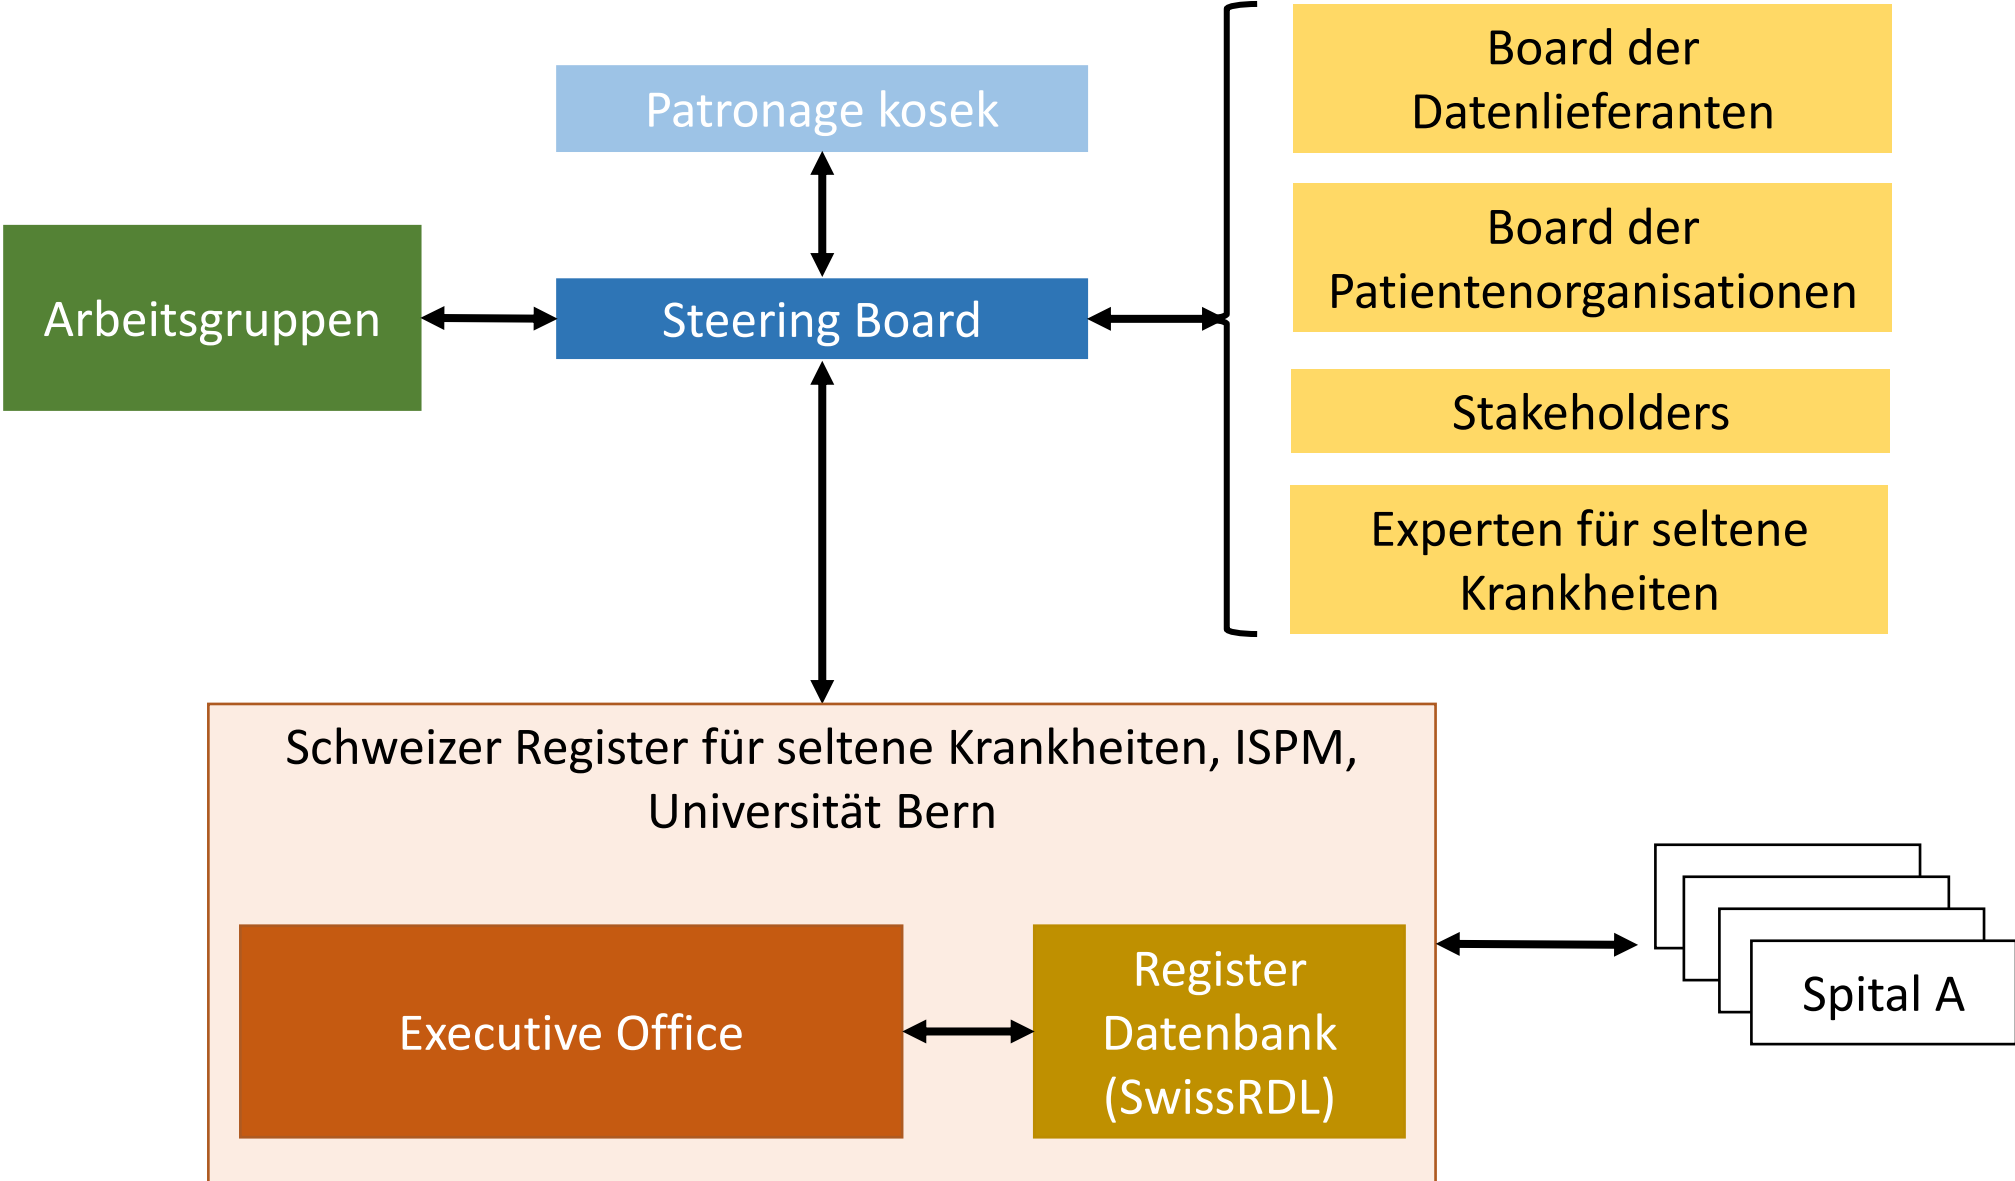 Board der
Datenlieferanten
Patronage kosek
Board der
Patientenorganisationen
Arbeitsgruppen
Steering Board
Stakeholders
Experten für seltene
Krankheiten
Schweizer Register für seltene Krankheiten, ISPM,
Universität Bern
Executive Office
Register
Datenbank
(SwissRDL)
Spital A